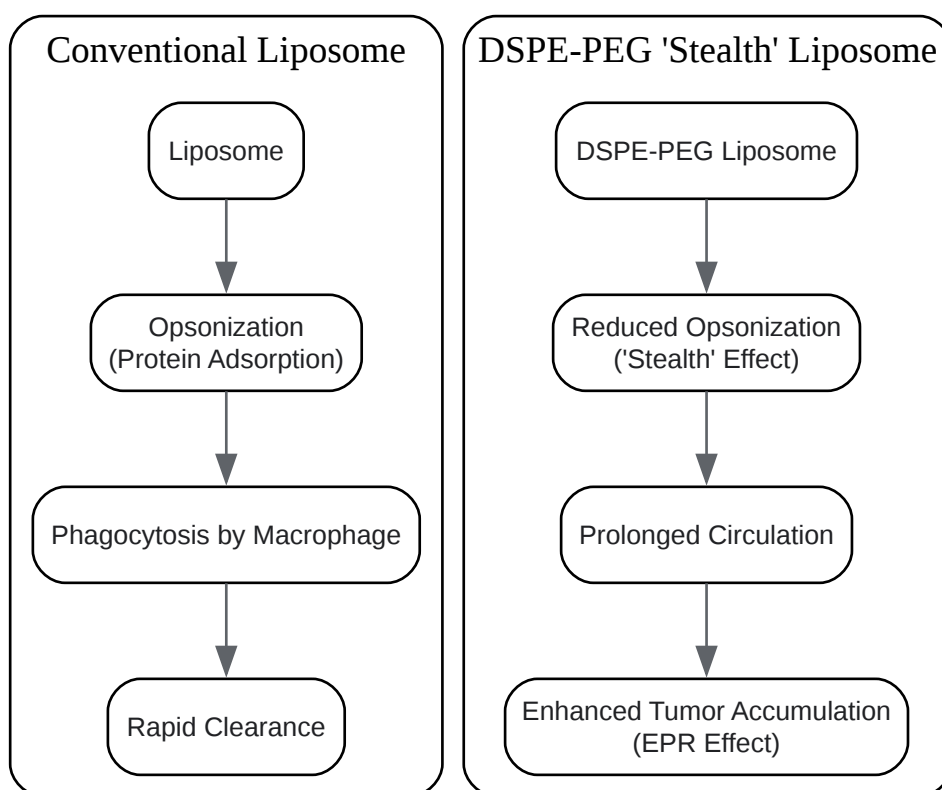 Conventional Liposome
Liposome
Opsonization
(Protein Adsorption)
Phagocytosis by Macrophage
Rapid Clearance
DSPE-PEG 'Stealth' Liposome
DSPE-PEG Liposome
Reduced Opsonization
('Stealth' Effect)
Prolonged Circulation
Enhanced Tumor Accumulation
(EPR Effect)